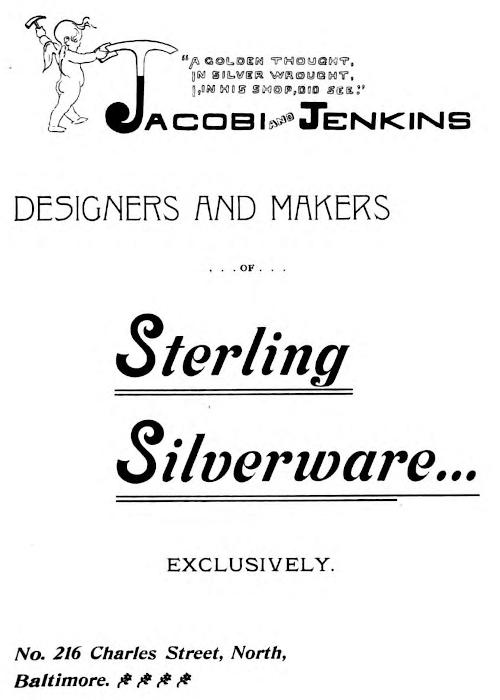 "A GOLDEN THOUGHT,
IN SILVER WROUGHT,
I, IN HIS SHOP, DID SEE."
JACOBI AND JENKINS
DESIGNERS AND MAKERS
. . . OF . . .
Sterling
Silverware...
EXCLUSIVELY.
No. 216 Charles Street, North,
Baltimore.